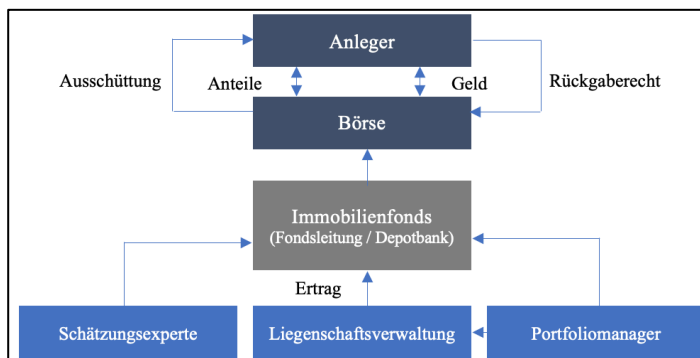 Anleger
Ausschüttung
Anteile
Geld
Rückgaberecht
Börse
Immobilienfonds
(Fondsleitung / Depotbank)
Ertrag
Schätzungsexperte
Liegenschaftsverwaltung
Portfoliomanager